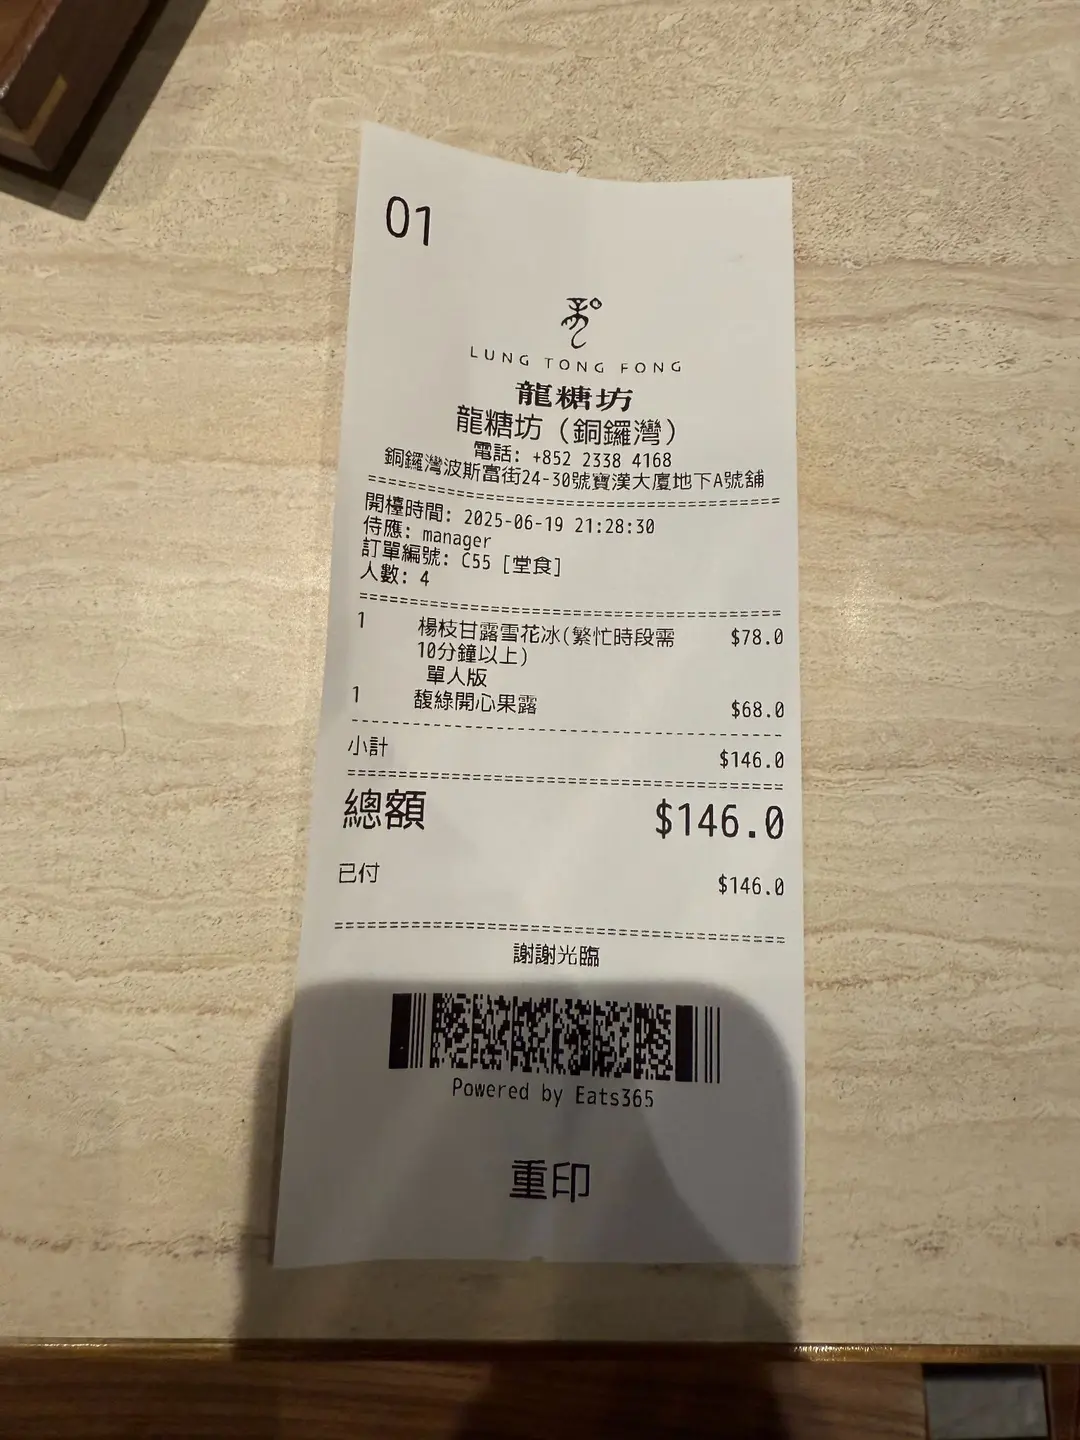 01
LUNG TONG FONG
龍糖坊
龍糖坊 (銅鑼灣)
電話: +852 2338 4168
銅鑼灣波斯富街24-30號寶漢大廈地下A號舖
開檯時間: 2025-06-19 21:28:30
侍應: manager
訂單編號: C55 [堂食]
人數: 4
1 楊枝甘露雪花冰(繁忙時段需 $78.0
10分鐘以上)
單人版
1 馥綠開心果露 $68.0
小計 $146.0
總額 $146.0
已付 $146.0
謝謝光臨
Powered by Eats365
重印